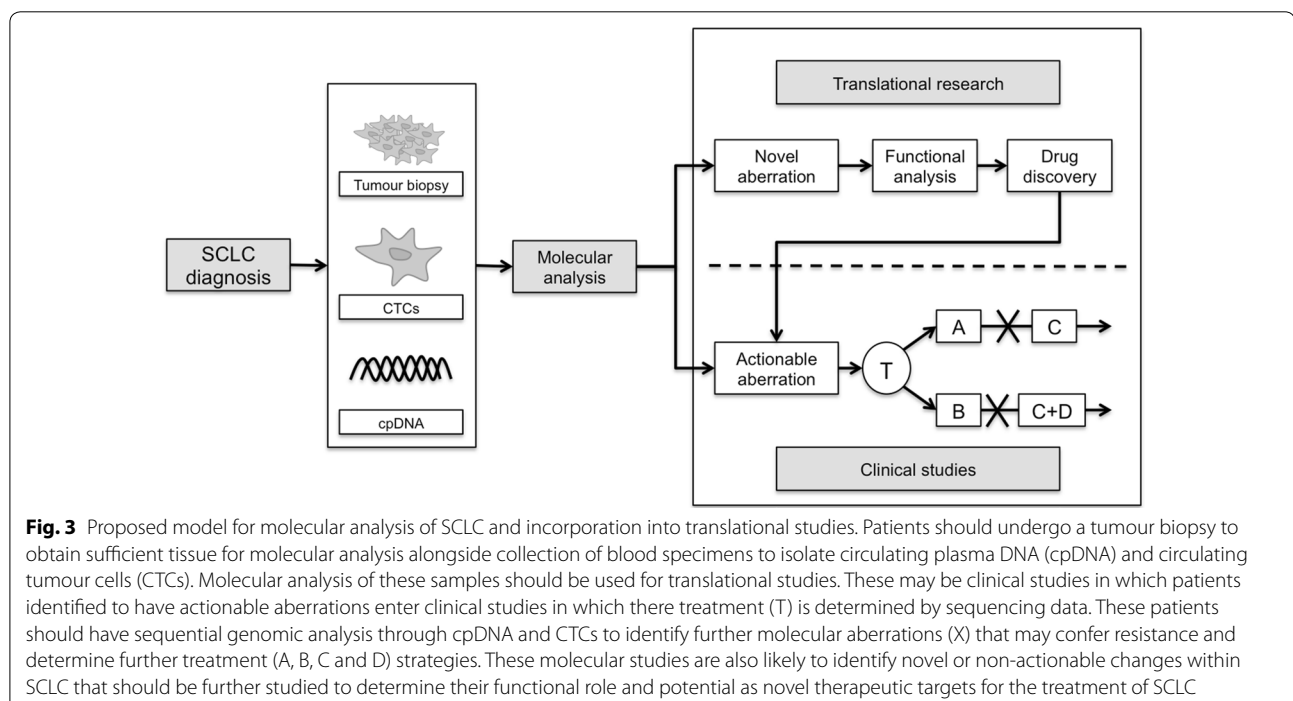 Translational research
Novel
aberration
Functional
analysis
Drug
discovery
Tumour biopsy
SCLC
diagnosis
CTCs
Molecular
analysis
cpDNA
Actionable
aberration
T
A
C
B
C+D
Clinical studies
Fig. 3 Proposed model for molecular analysis of SCLC and incorporation into translational studies. Patients should undergo a tumour biopsy to
obtain sufficient tissue for molecular analysis alongside collection of blood specimens to isolate circulating plasma DNA (cpDNA) and circulating
tumour cells (CTCs). Molecular analysis of these samples should be used for translational studies. These may be clinical studies in which patients
identified to have actionable aberrations enter clinical studies in which there treatment (T) is determined by sequencing data. These patients
should have sequential genomic analysis through cpDNA and CTCs to identify further molecular aberrations (X) that may confer resistance and
determine further treatment (A, B, C and D) strategies. These molecular studies are also likely to identify novel or non-actionable changes within
SCLC that should be further studied to determine their functional role and potential as novel therapeutic targets for the treatment of SCLC